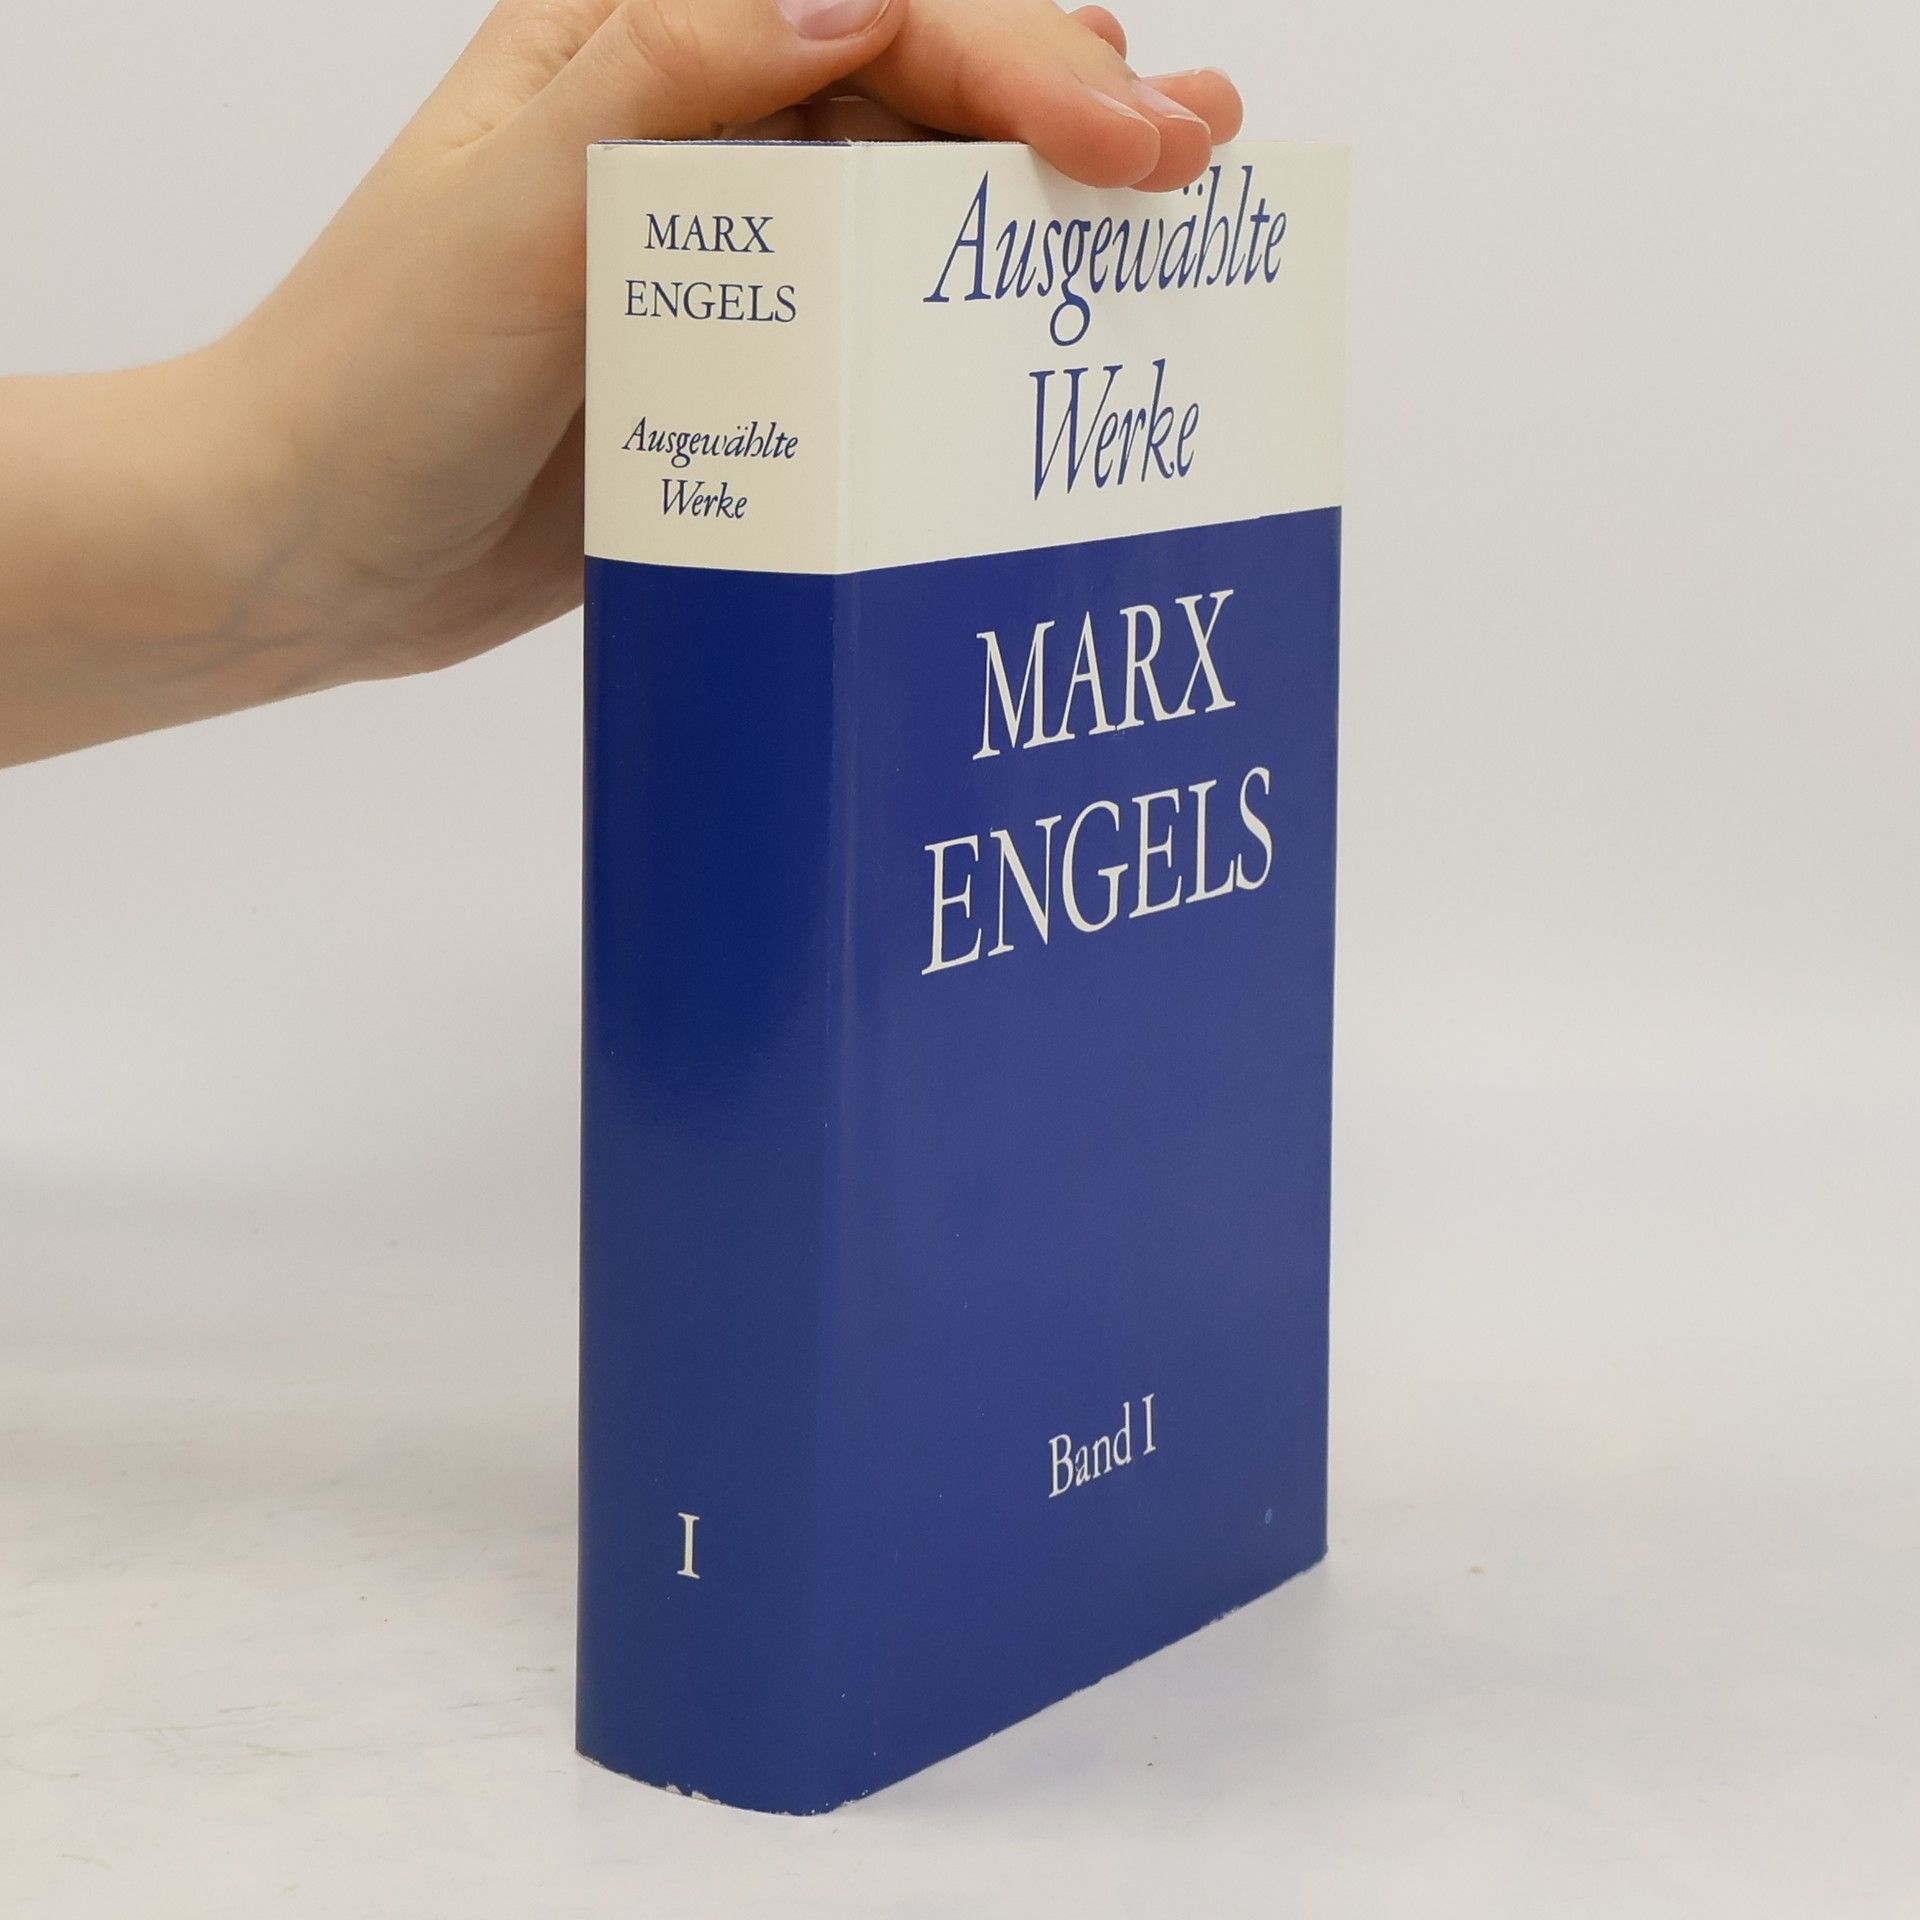 MARX
ENGELS
Ausgewählte
Werke
I
Ausgewählte
Werke
MARX
ENGELS
Band I